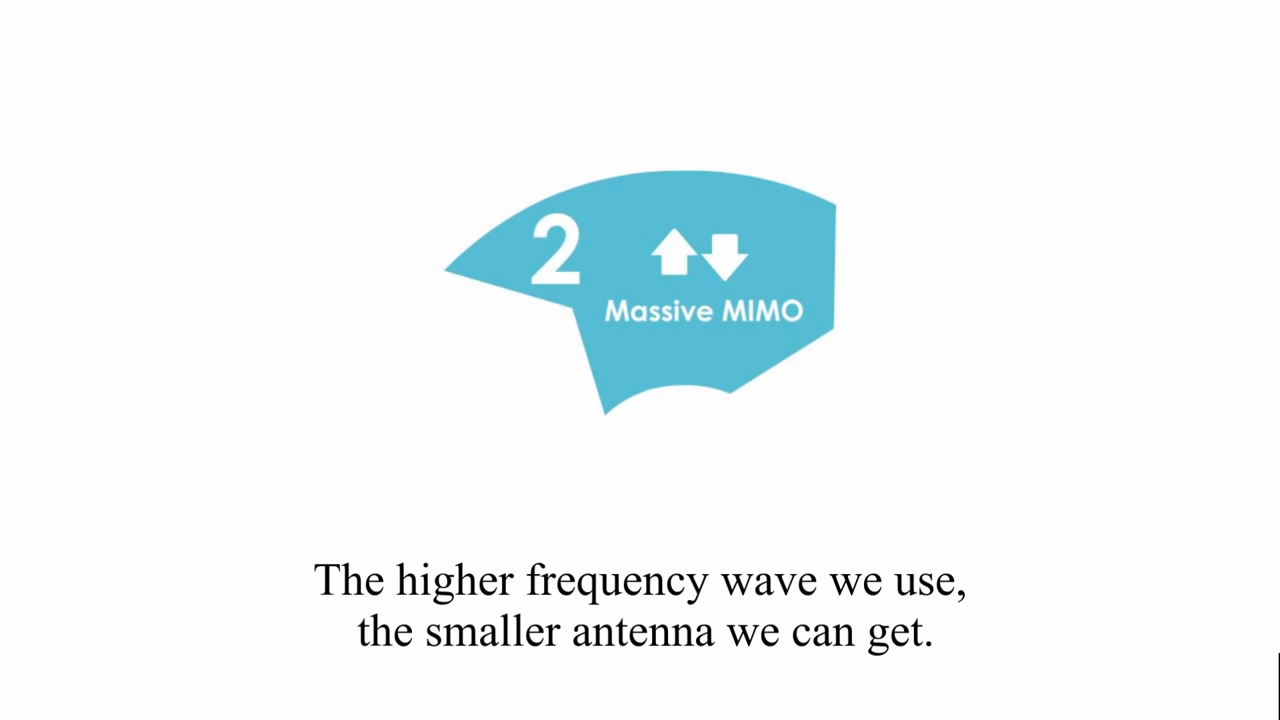 2
Massive MIMO
The higher frequency wave we use,
the smaller antenna we can get.